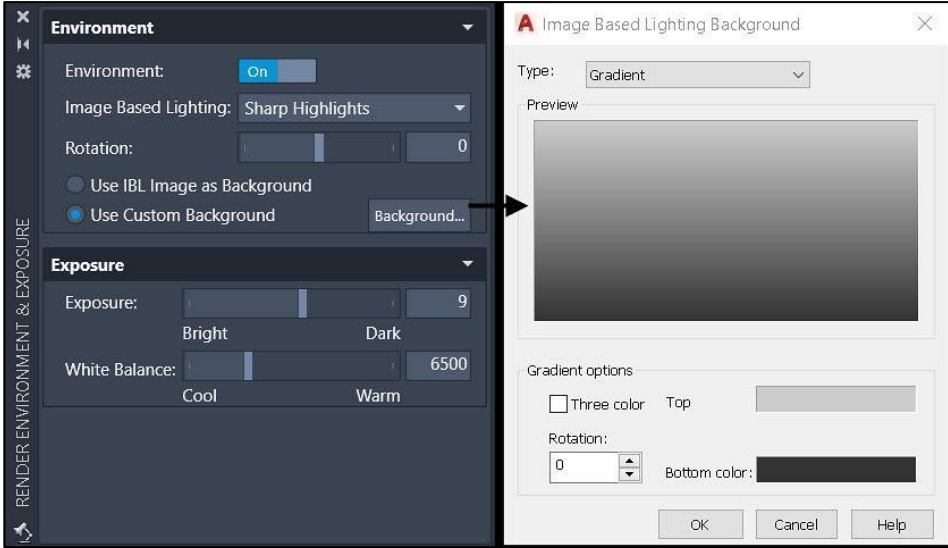 Environment
Environment:
On
Image Based Lighting:
Sharp Highlights
Rotation:
0
Use IBL Image as Background
Use Custom Background
Background...
Exposure
Exposure:
9
Bright
Dark
White Balance:
6500
Cool
Warm
RENDER ENVIRONMENT & EXPOSURE
A Image Based Lighting Background
Type:
Gradient
Preview
Gradient options
Three color
Top
Rotation:
0
Bottom color:
OK
Cancel
Help